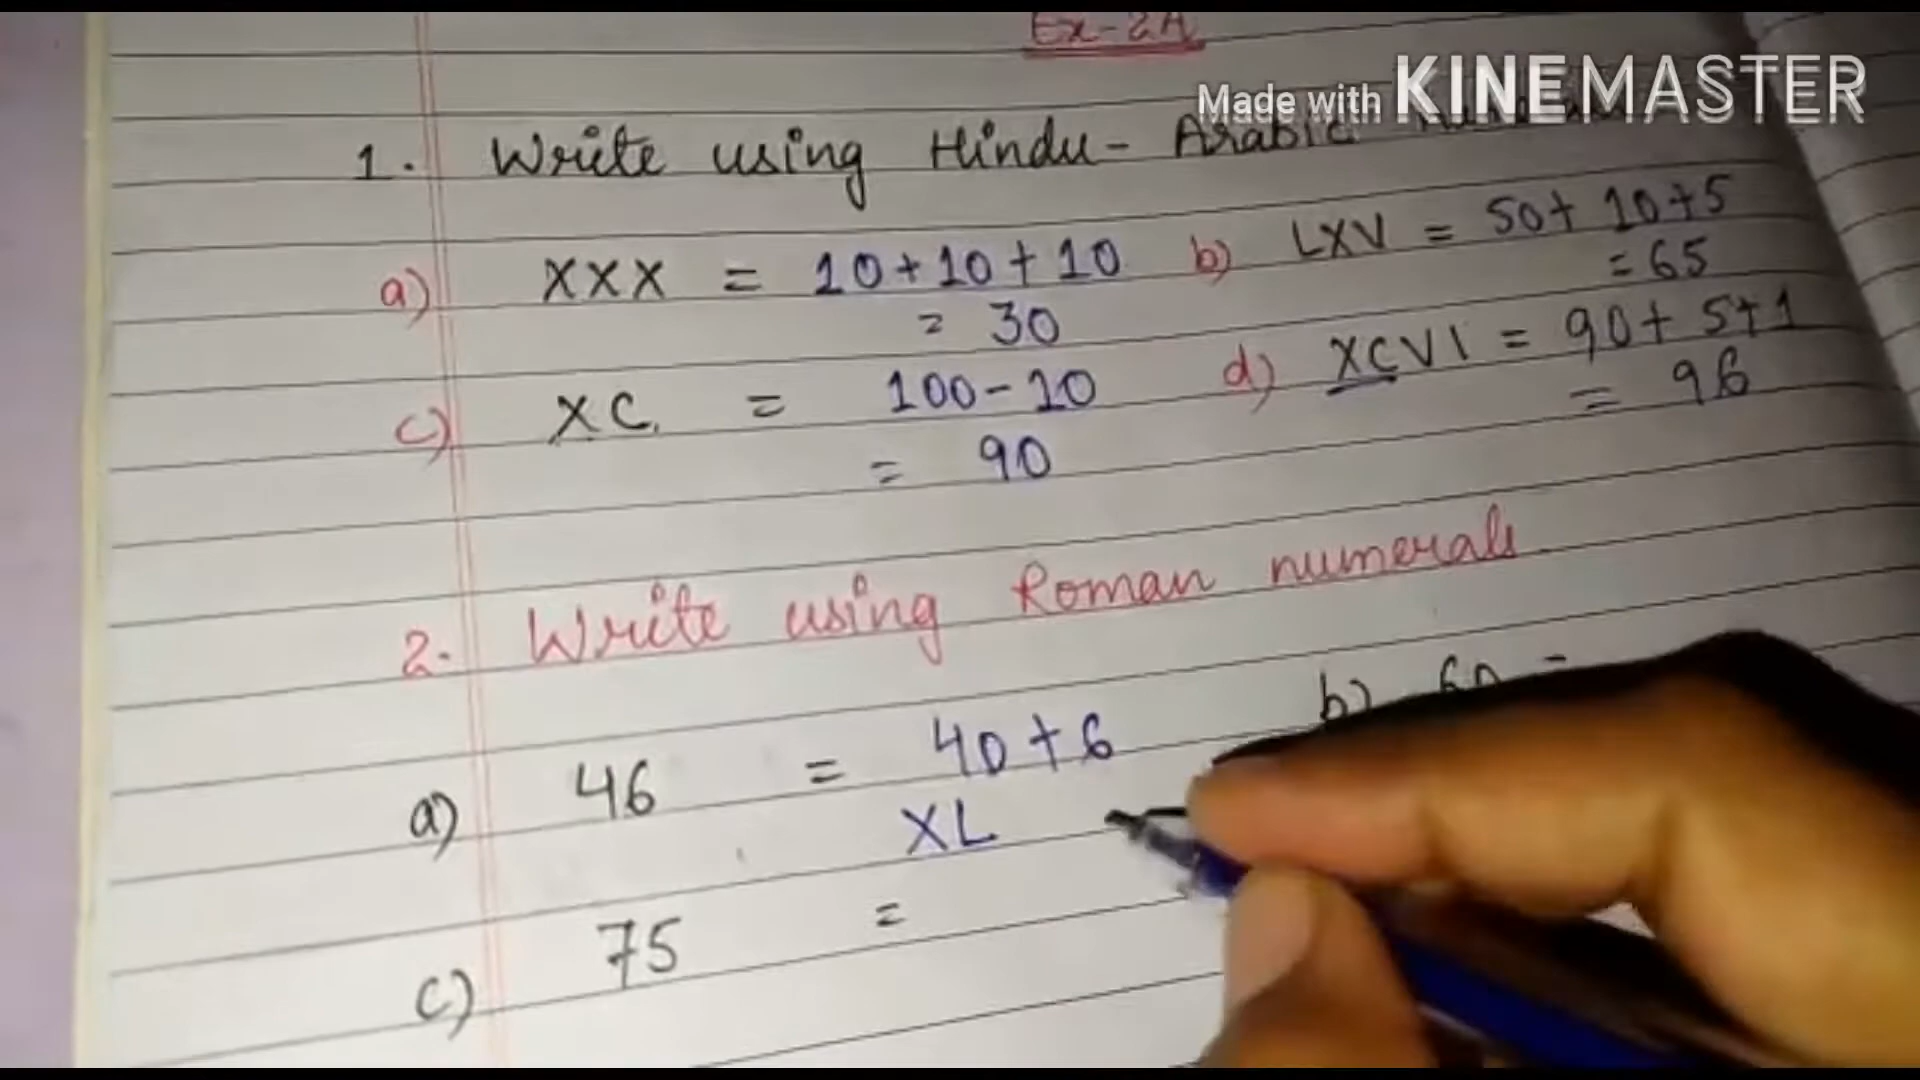 Ex-2A
Made with KINEMASTER
1. Write using Hindu-Arabic
a) XXX = 10+10+10
= 30
b) LXV = 50+10+5
= 65
c) XC = 100-10
= 90
d) XCVI = 90+5+1
= 96
2. Write using Roman numerals
a) 46 = 40+6
XL
b) 60 =
c) 75 =